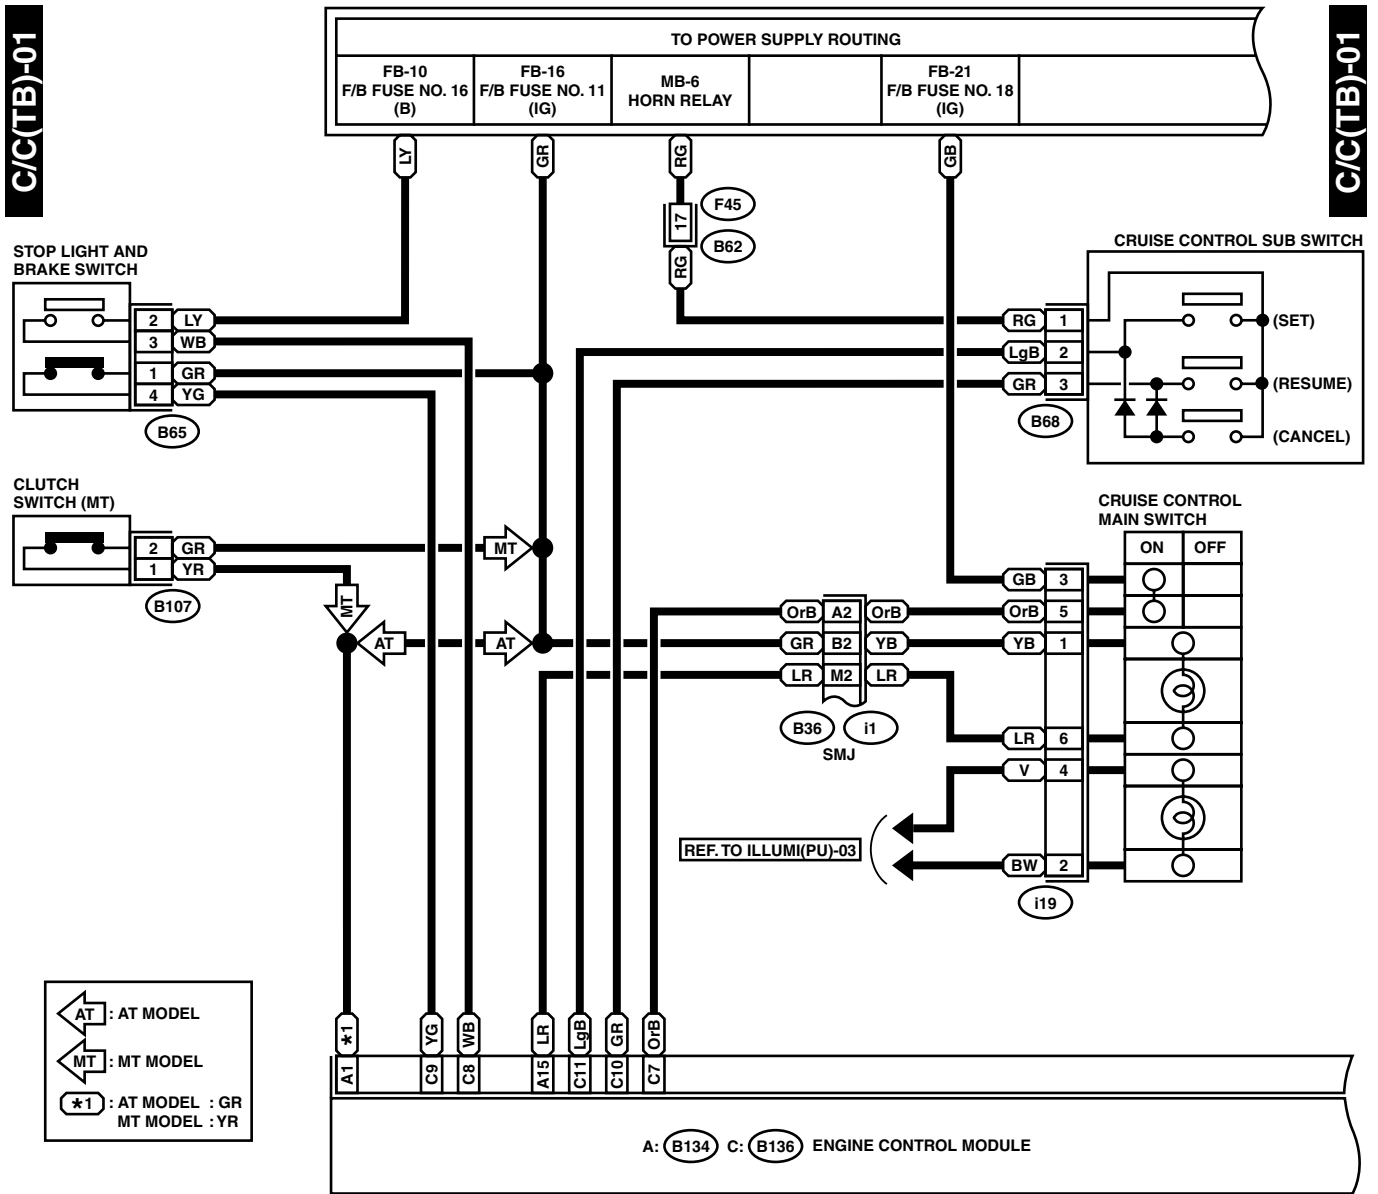 C/C(TB)-01
C/C(TB)-01
TO POWER SUPPLY ROUTING
FB-10
F/B FUSE NO. 16
(B)
FB-16
F/B FUSE NO. 11
(IG)
MB-6
HORN RELAY
FB-21
F/B FUSE NO. 18
(IG)
LY
GR
RG
GB
17
F45
B62
RG
STOP LIGHT AND
BRAKE SWITCH
2 LY
3 WB
1 GR
4 YG
B65
CRUISE CONTROL SUB SWITCH
RG 1
LgB 2
GR 3
B68
(SET)
(RESUME)
(CANCEL)
CLUTCH
SWITCH (MT)
2 GR
1 YR
B107
MT
MT
AT
AT
CRUISE CONTROL
MAIN SWITCH
ON OFF
GB 3
OrB 5
YB 1
LR 6
V 4
BW 2
i19
OrB A2 OrB
GR B2 YB
LR M2 LR
B36 i1
SMJ
REF. TO ILLUMI(PU)-03
AT : AT MODEL
MT : MT MODEL
*1 : AT MODEL : GR
MT MODEL : YR
*1
YG
WB
LR
LgB
GR
OrB
A1
C9
C8
A15
C11
C10
C7
A: B134 C: B136 ENGINE CONTROL MODULE